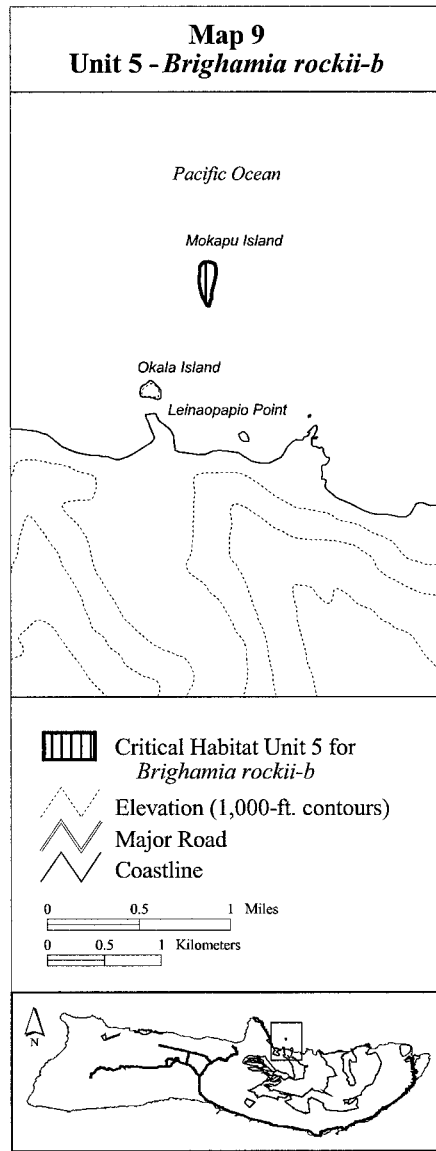 Map 9
Unit 5 - Brighamia rockii-b
Pacific Ocean
Mokapu Island
Okala Island
Leinaopapio Point
Critical Habitat Unit 5 for
Brighamia rockii-b
Elevation (1,000-ft. contours)
Major Road
Coastline
0 0.5 1 Miles
0 0.5 1 Kilometers
N